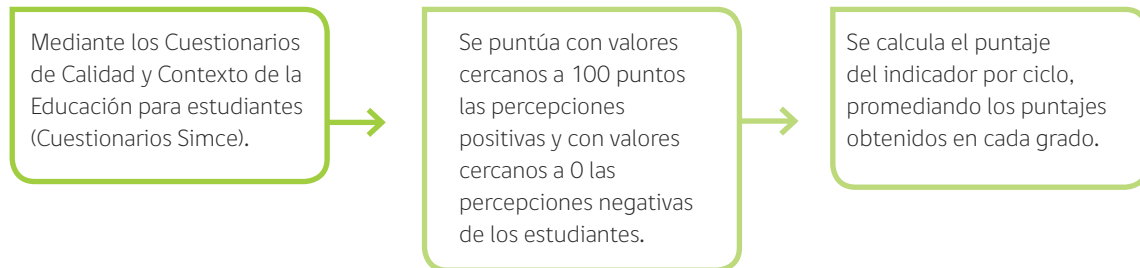 Mediante los Cuestionarios
de Calidad y Contexto de la
Educación para estudiantes
(Cuestionarios Simce).
Se puntúa con valores
cercanos a 100 puntos
las percepciones
positivas y con valores
cercanos a 0 las
percepciones negativas
de los estudiantes.
Se calcula el puntaje
del indicador por ciclo,
promediando los puntajes
obtenidos en cada grado.